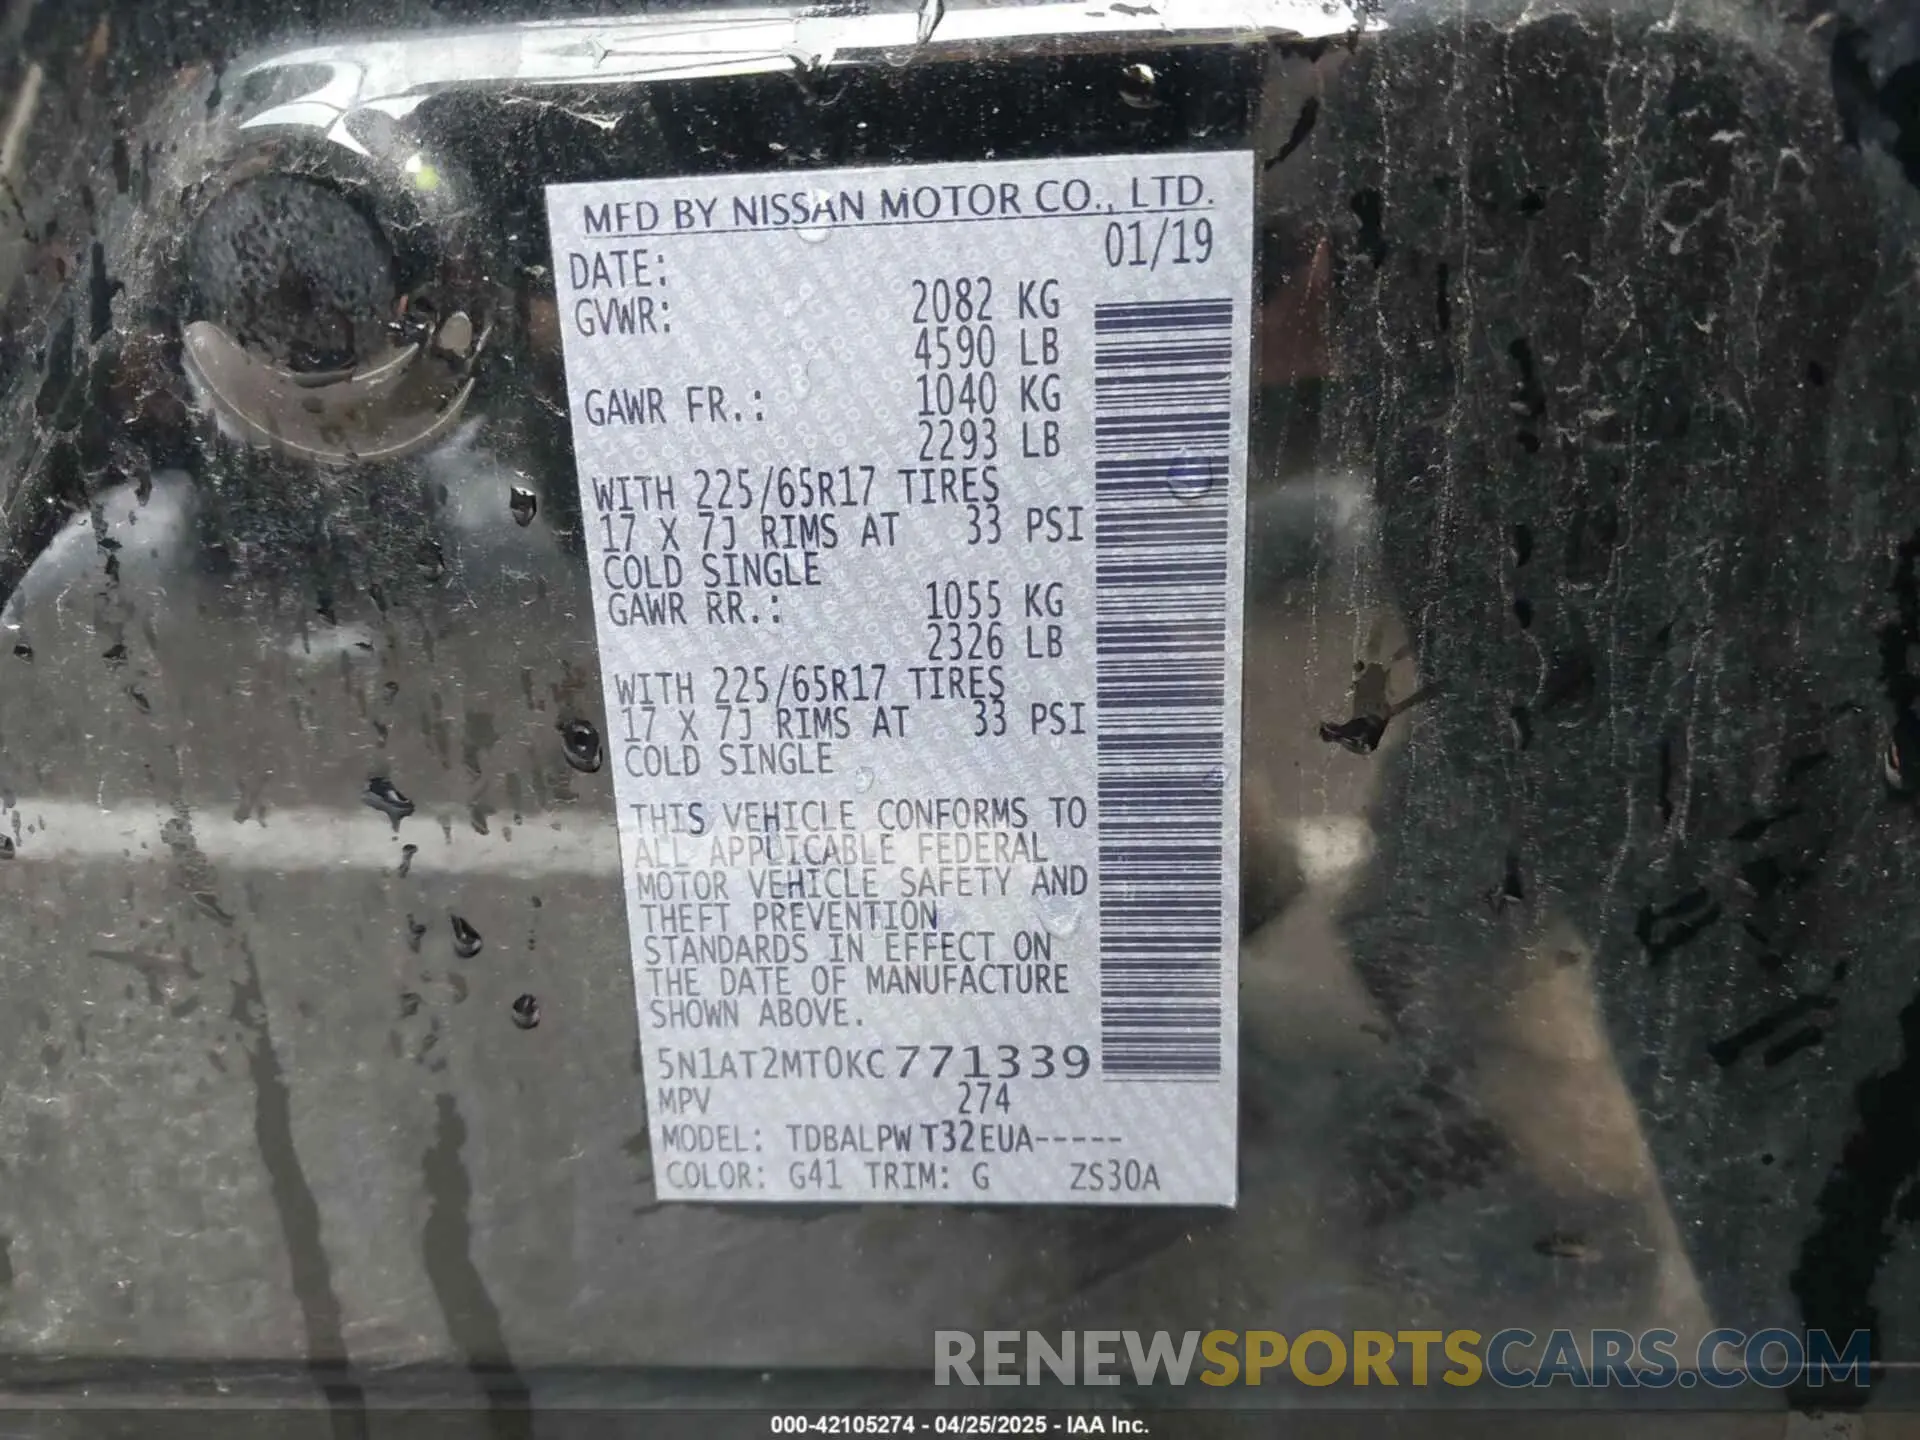 MFD BY NISSAN MOTOR CO., LTD.
DATE: 01/19
GVWR: 2082 KG
4590 LB
GAWR FR.: 1040 KG
2293 LB
WITH 225/65R17 TIRES
17 X 7J RIMS AT 33 PSI
COLD SINGLE
GAWR RR.: 1055 KG
2326 LB
WITH 225/65R17 TIRES
17 X 7J RIMS AT 33 PSI
COLD SINGLE
THIS VEHICLE CONFORMS TO
ALL APPLICABLE FEDERAL
MOTOR VEHICLE SAFETY AND
THEFT PREVENTION
STANDARDS IN EFFECT ON
THE DATE OF MANUFACTURE
SHOWN ABOVE.
5N1AT2MT0KC771339
MPV 274
MODEL: TDBALPW T32EUA-----
COLOR: G41 TRIM: G ZS30A
RENEWSPORTSCARS.COM
000-42105274 - 04/25/2025 - IAA Inc.